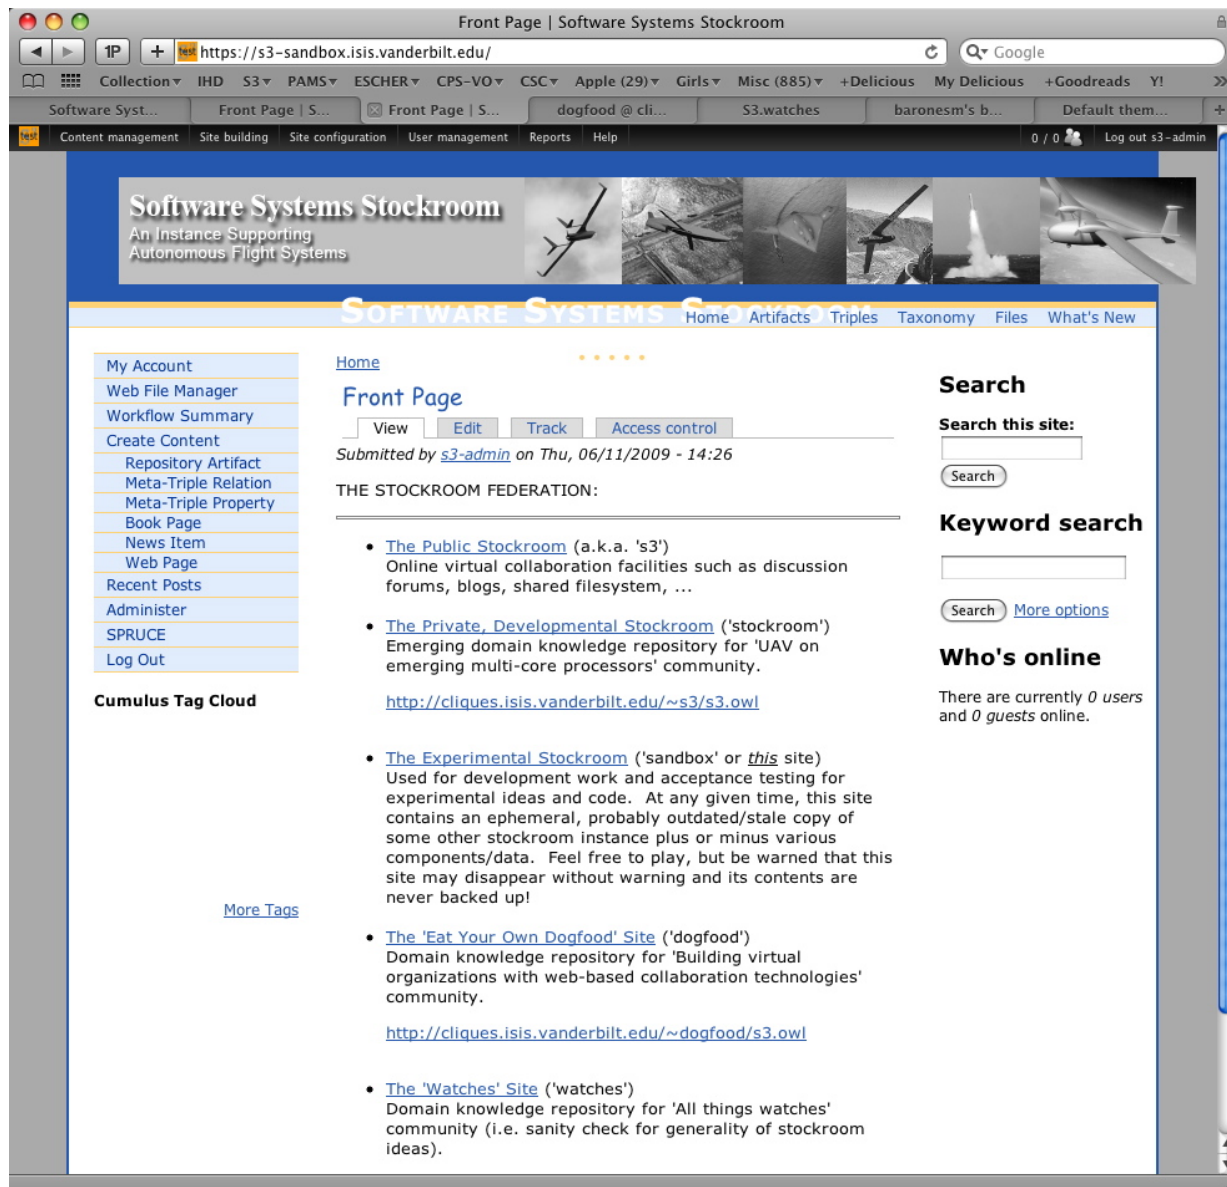 Front Page | Software Systems Stockroom
1P + test https://s3-sandbox.isis.vanderbilt.edu/ Google
Collection IHD S3 PAMS ESCHER CPS-VO CSC Apple (29) Girls Misc (885) +Delicious My Delicious +Goodreads Y! »
Software Syst... Front Page | S... Front Page | S... dogfood @ cli... S3.watches baronesm's b... Default them... +
test Content management Site building Site configuration User management Reports Help 0 / 0 Log out s3-admin
Software Systems Stockroom
An Instance Supporting
Autonomous Flight Systems
SOFTWARE SYSTEMS STOCKROOM
Home Artifacts Triples Taxonomy Files What's New
My Account
Web File Manager
Workflow Summary
Create Content
Repository Artifact
Meta-Triple Relation
Meta-Triple Property
Book Page
News Item
Web Page
Recent Posts
Administer
SPRUCE
Log Out
Cumulus Tag Cloud
More Tags
Home
Front Page
View Edit Track Access control
Submitted by s3-admin on Thu, 06/11/2009 - 14:26
THE STOCKROOM FEDERATION:
• The Public Stockroom (a.k.a. 's3')
Online virtual collaboration facilities such as discussion
forums, blogs, shared filesystem, ...
• The Private, Developmental Stockroom ('stockroom')
Emerging domain knowledge repository for 'UAV on
emerging multi-core processors' community.
http://cliques.isis.vanderbilt.edu/~s3/s3.owl
• The Experimental Stockroom ('sandbox' or this site)
Used for development work and acceptance testing for
experimental ideas and code. At any given time, this site
contains an ephemeral, probably outdated/stale copy of
some other stockroom instance plus or minus various
components/data. Feel free to play, but be warned that this
site may disappear without warning and its contents are
never backed up!
• The 'Eat Your Own Dogfood' Site ('dogfood')
Domain knowledge repository for 'Building virtual
organizations with web-based collaboration technologies'
community.
http://cliques.isis.vanderbilt.edu/~dogfood/s3.owl
• The 'Watches' Site ('watches')
Domain knowledge repository for 'All things watches'
community (i.e. sanity check for generality of stockroom
ideas).
Search
Search this site:
Search
Keyword search
Search More options
Who's online
There are currently 0 users
and 0 guests online.